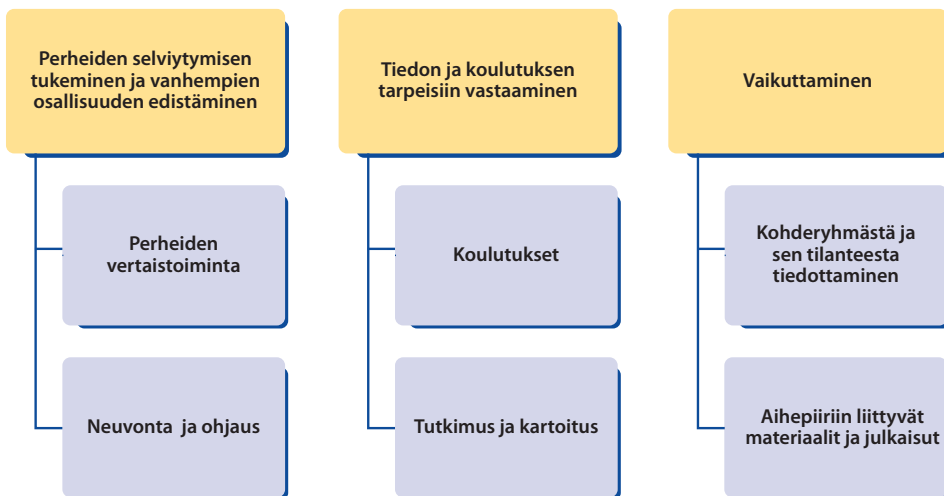 Perheiden selviytymisen
tukeminen ja vanhempien
osallisuuden edistäminen
Perheiden
vertaistoiminta
Neuvonta ja ohjaus
Tiedon ja koulutuksen
tarpeisiin vastaaminen
Koulutukset
Tutkimus ja kartoitus
Vaikuttaminen
Kohderyhmästä ja
sen tilanteesta
tiedottaminen
Aihepiiriin liittyvät
materiaalit ja julkaisut